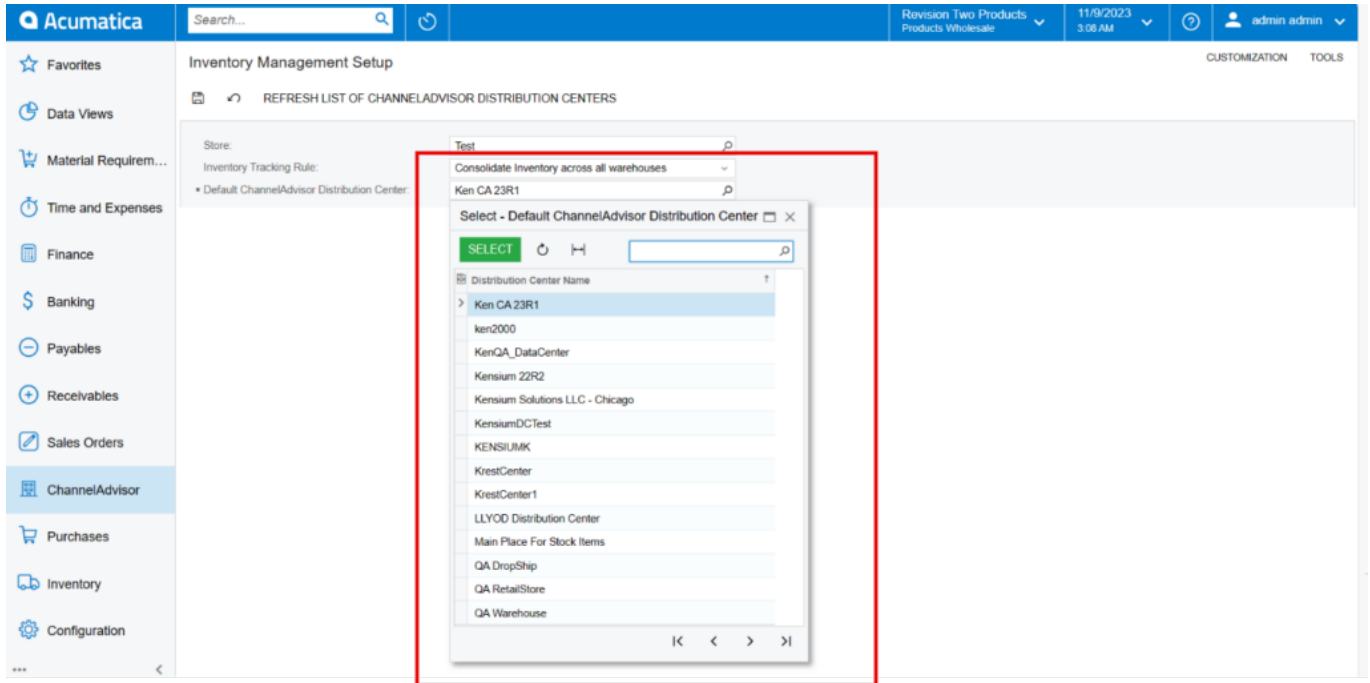 Acumatica
Search...
Revision Two Products
Products Wholesale
11/9/2023
3:08 AM
admin admin
Favorites
Data Views
Material Requirem...
Time and Expenses
Finance
Banking
Payables
Receivables
Sales Orders
ChannelAdvisor
Purchases
Inventory
Configuration
Inventory Management Setup
CUSTOMIZATION TOOLS
REFRESH LIST OF CHANNELADVISOR DISTRIBUTION CENTERS
Store: Test
Inventory Tracking Rule: Consolidate Inventory across all warehouses
Default ChannelAdvisor Distribution Center: Ken CA 23R1
Select - Default ChannelAdvisor Distribution Center
SELECT
Distribution Center Name
Ken CA 23R1
ken2000
KenQA_DataCenter
Kensium 22R2
Kensium Solutions LLC - Chicago
KensiumDCTest
KENSIUMK
KrestCenter
KrestCenter1
LLYOD Distribution Center
Main Place For Stock Items
QA DropShip
QA RetailStore
QA Warehouse